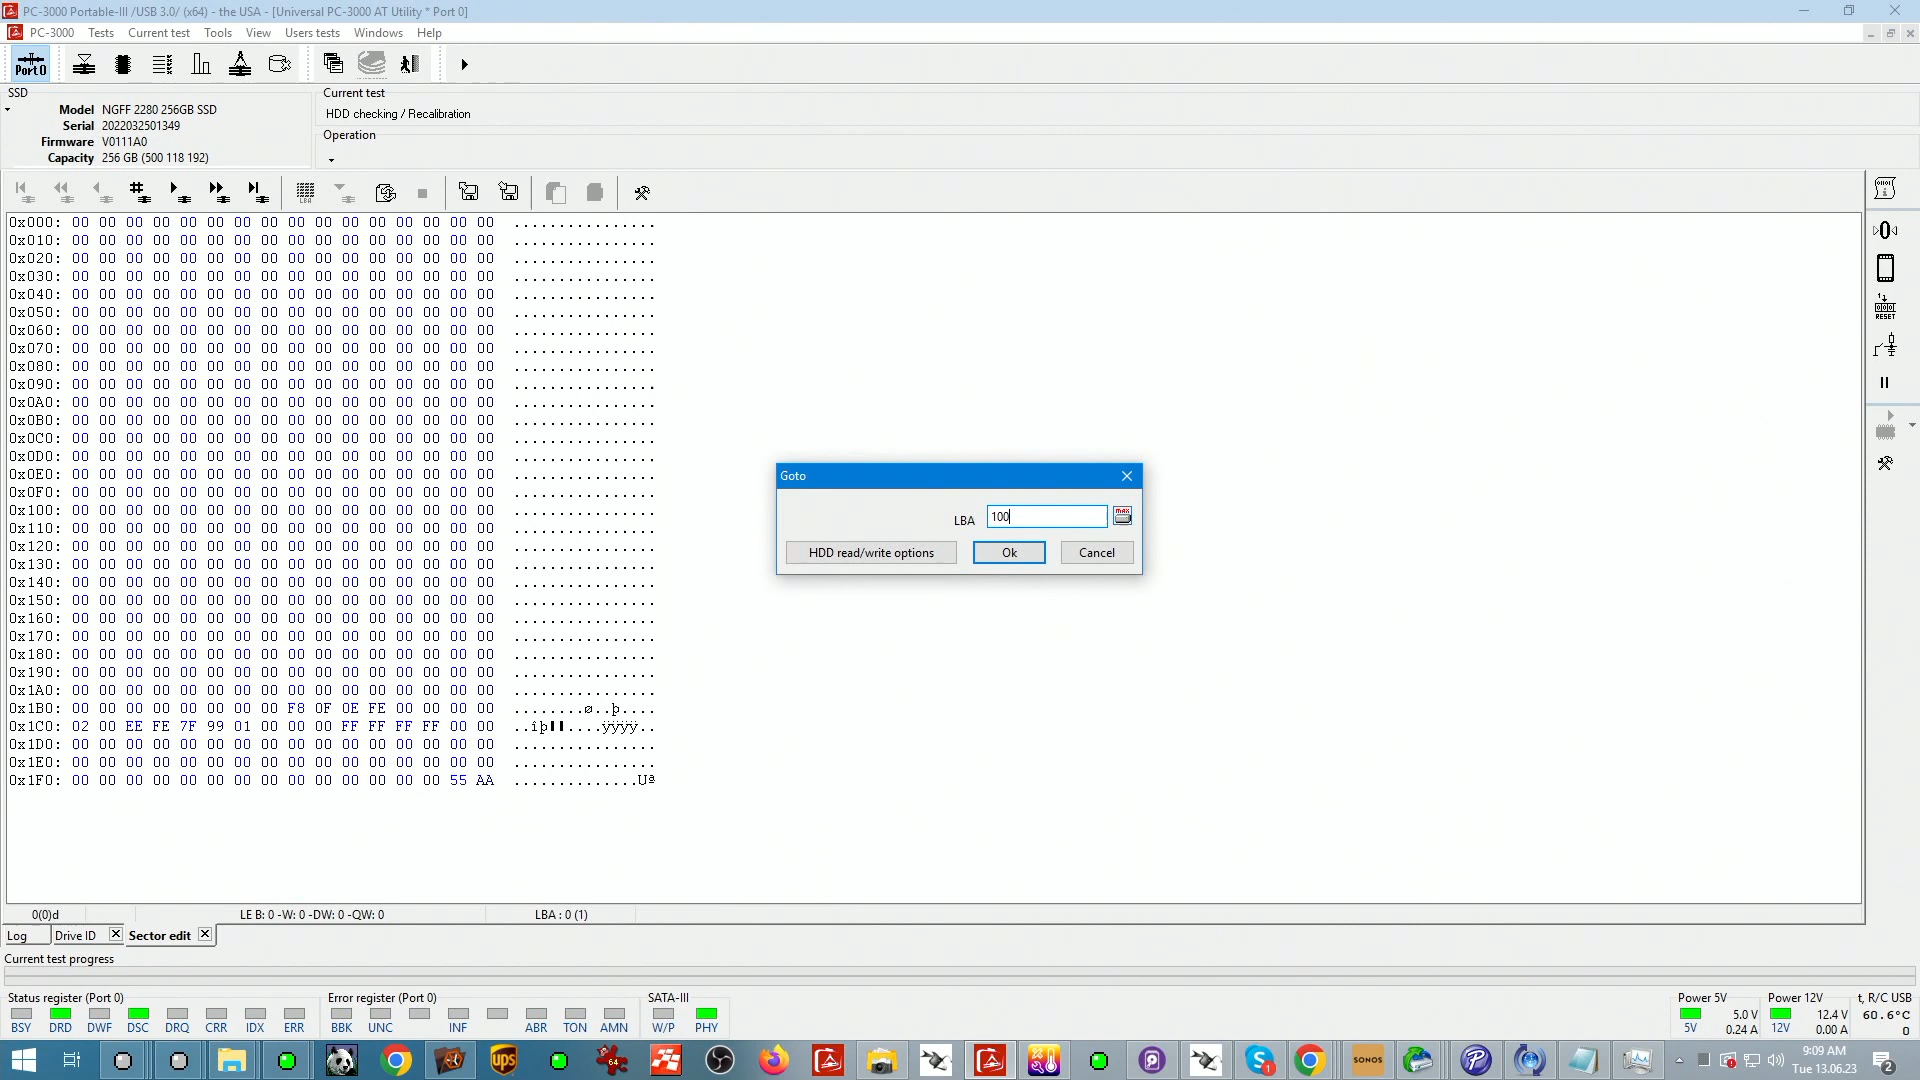 PC-3000 Portable-III /USB 3.0/ (x64) - the USA - [Universal PC-3000 AT Utility * Port 0]
PC-3000 Tests Current test Tools View Users tests Windows Help
Port0
SSD
Model NGFF 2280 256GB SSD
Serial 2022032501349
Firmware V0111A0
Capacity 256 GB (500 118 192)
Current test
HDD checking / Recalibration
Operation
LBA
0x000: 00 00 00 00 00 00 00 00 00 00 00 00 00 00 00 00 ................
0x010: 00 00 00 00 00 00 00 00 00 00 00 00 00 00 00 00 ................
0x020: 00 00 00 00 00 00 00 00 00 00 00 00 00 00 00 00 ................
0x030: 00 00 00 00 00 00 00 00 00 00 00 00 00 00 00 00 ................
0x040: 00 00 00 00 00 00 00 00 00 00 00 00 00 00 00 00 ................
0x050: 00 00 00 00 00 00 00 00 00 00 00 00 00 00 00 00 ................
0x060: 00 00 00 00 00 00 00 00 00 00 00 00 00 00 00 00 ................
0x070: 00 00 00 00 00 00 00 00 00 00 00 00 00 00 00 00 ................
0x080: 00 00 00 00 00 00 00 00 00 00 00 00 00 00 00 00 ................
0x090: 00 00 00 00 00 00 00 00 00 00 00 00 00 00 00 00 ................
0x0A0: 00 00 00 00 00 00 00 00 00 00 00 00 00 00 00 00 ................
0x0B0: 00 00 00 00 00 00 00 00 00 00 00 00 00 00 00 00 ................
0x0C0: 00 00 00 00 00 00 00 00 00 00 00 00 00 00 00 00 ................
0x0D0: 00 00 00 00 00 00 00 00 00 00 00 00 00 00 00 00 ................
0x0E0: 00 00 00 00 00 00 00 00 00 00 00 00 00 00 00 00 ................
0x0F0: 00 00 00 00 00 00 00 00 00 00 00 00 00 00 00 00 ................
0x100: 00 00 00 00 00 00 00 00 00 00 00 00 00 00 00 00 ................
0x110: 00 00 00 00 00 00 00 00 00 00 00 00 00 00 00 00 ................
0x120: 00 00 00 00 00 00 00 00 00 00 00 00 00 00 00 00 ................
0x130: 00 00 00 00 00 00 00 00 00 00 00 00 00 00 00 00 ................
0x140: 00 00 00 00 00 00 00 00 00 00 00 00 00 00 00 00 ................
0x150: 00 00 00 00 00 00 00 00 00 00 00 00 00 00 00 00 ................
0x160: 00 00 00 00 00 00 00 00 00 00 00 00 00 00 00 00 ................
0x170: 00 00 00 00 00 00 00 00 00 00 00 00 00 00 00 00 ................
0x180: 00 00 00 00 00 00 00 00 00 00 00 00 00 00 00 00 ................
0x190: 00 00 00 00 00 00 00 00 00 00 00 00 00 00 00 00 ................
0x1A0: 00 00 00 00 00 00 00 00 00 00 00 00 00 00 00 00 ................
0x1B0: 00 00 00 00 00 00 00 00 F8 0F 0E FE 00 00 00 00 ........ø..þ....
0x1C0: 02 00 EE FE 7F 99 01 00 00 00 FF FF FF FF 00 00 ..îþ▌▌....ÿÿÿÿ..
0x1D0: 00 00 00 00 00 00 00 00 00 00 00 00 00 00 00 00 ................
0x1E0: 00 00 00 00 00 00 00 00 00 00 00 00 00 00 00 00 ................
0x1F0: 00 00 00 00 00 00 00 00 00 00 00 00 00 00 55 AA ..............Uª
Goto
LBA 100 MAX
HDD read/write options Ok Cancel
RESET
0(0)d LE B: 0 -W: 0 -DW: 0 -QW: 0 LBA : 0 (1)
Log Drive ID Sector edit
Current test progress
Status register (Port 0) Error register (Port 0) SATA-III
BSY DRD DWF DSC DRQ CRR IDX ERR BBK UNC INF ABR TON AMN W/P PHY
Power 5V Power 12V t, R/C USB
5.0 V 12.4 V 60.6°C
5V 0.24 A 12V 0.00 A 0
ups 64 SONOS
9:09 AM
Tue 13.06.23
1
2